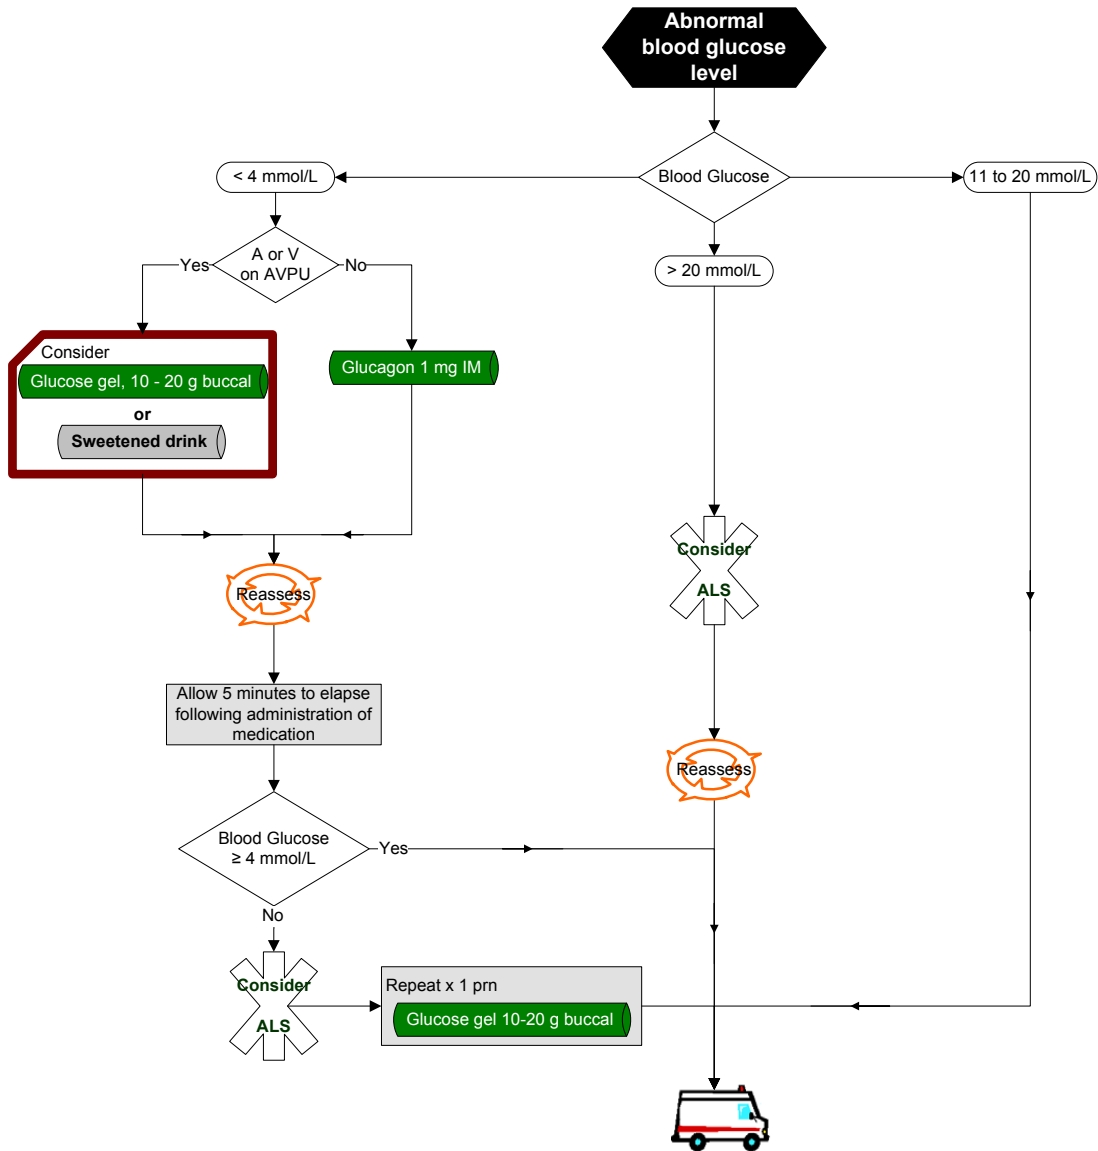 Abnormal
blood glucose
level
Blood Glucose
< 4 mmol/L
11 to 20 mmol/L
> 20 mmol/L
A or V
on AVPU
Yes
No
Consider
Glucose gel, 10 - 20 g buccal
or
Sweetened drink
Glucagon 1 mg IM
Reassess
Allow 5 minutes to elapse
following administration of
medication
Blood Glucose
≥ 4 mmol/L
Yes
No
Consider
ALS
Repeat x 1 prn
Glucose gel 10-20 g buccal
Consider
ALS
Reassess